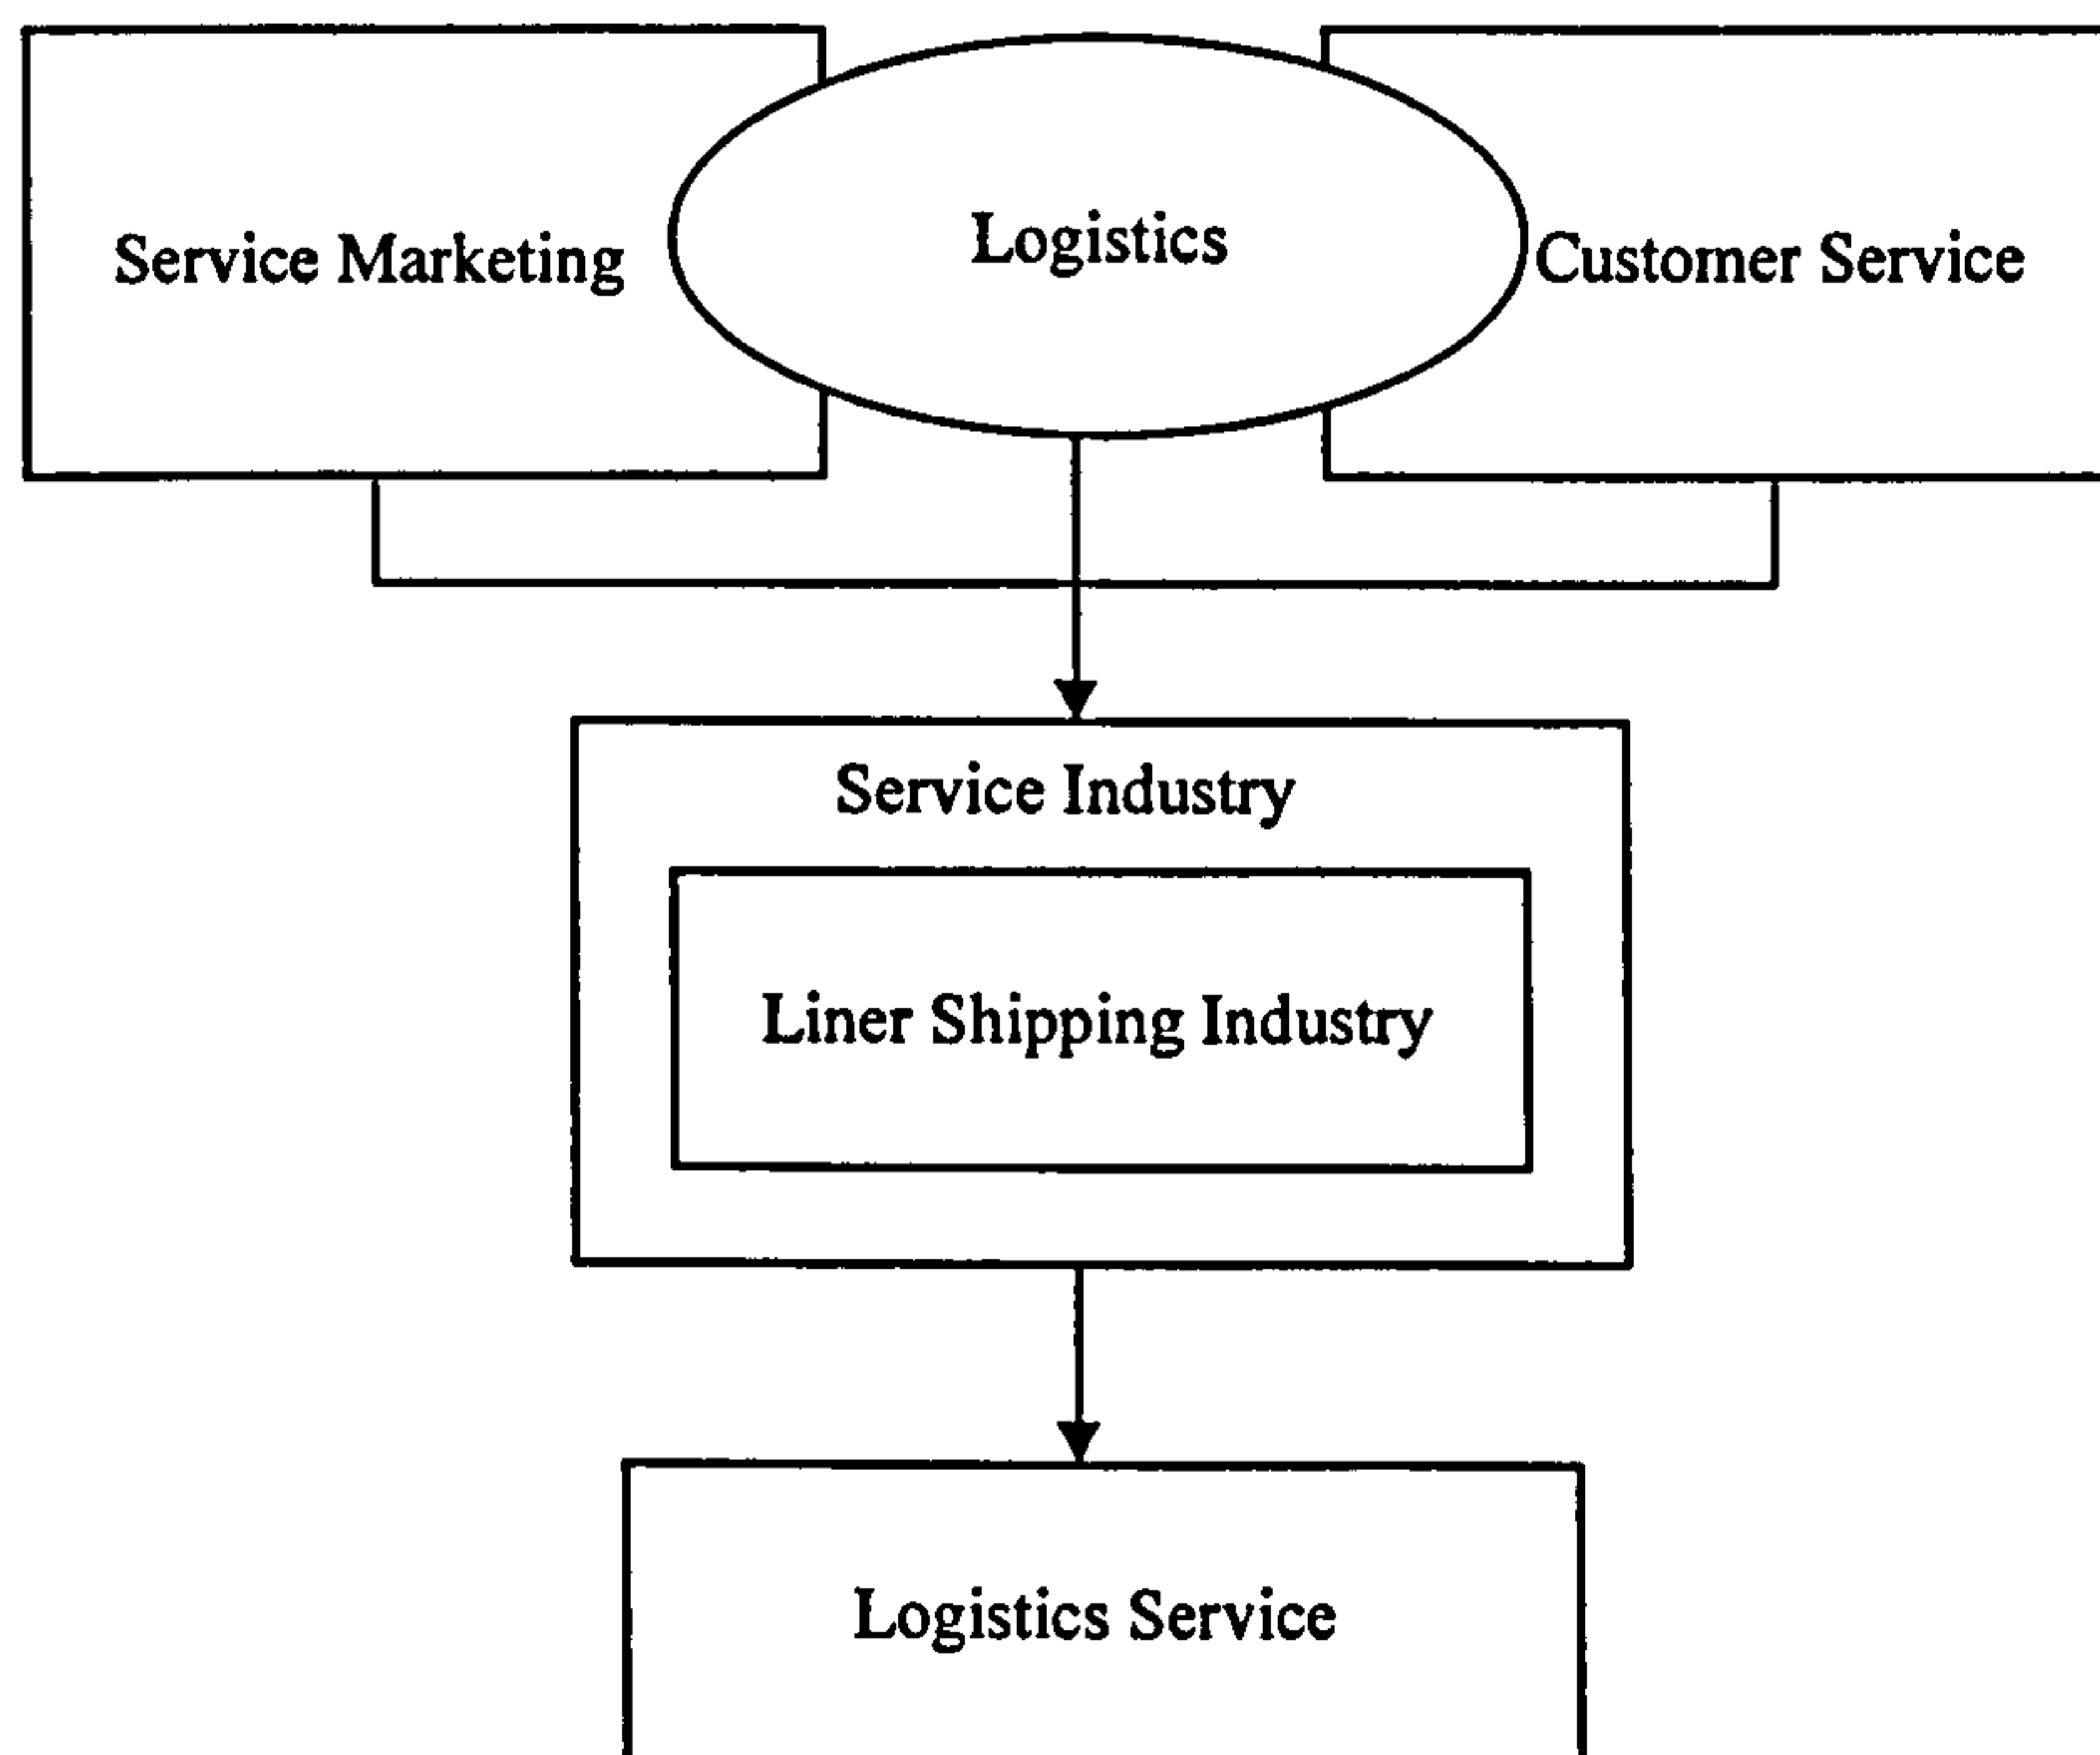 Service Marketing
Logistics
Customer Service
Service Industry
Liner Shipping Industry
Logistics Service